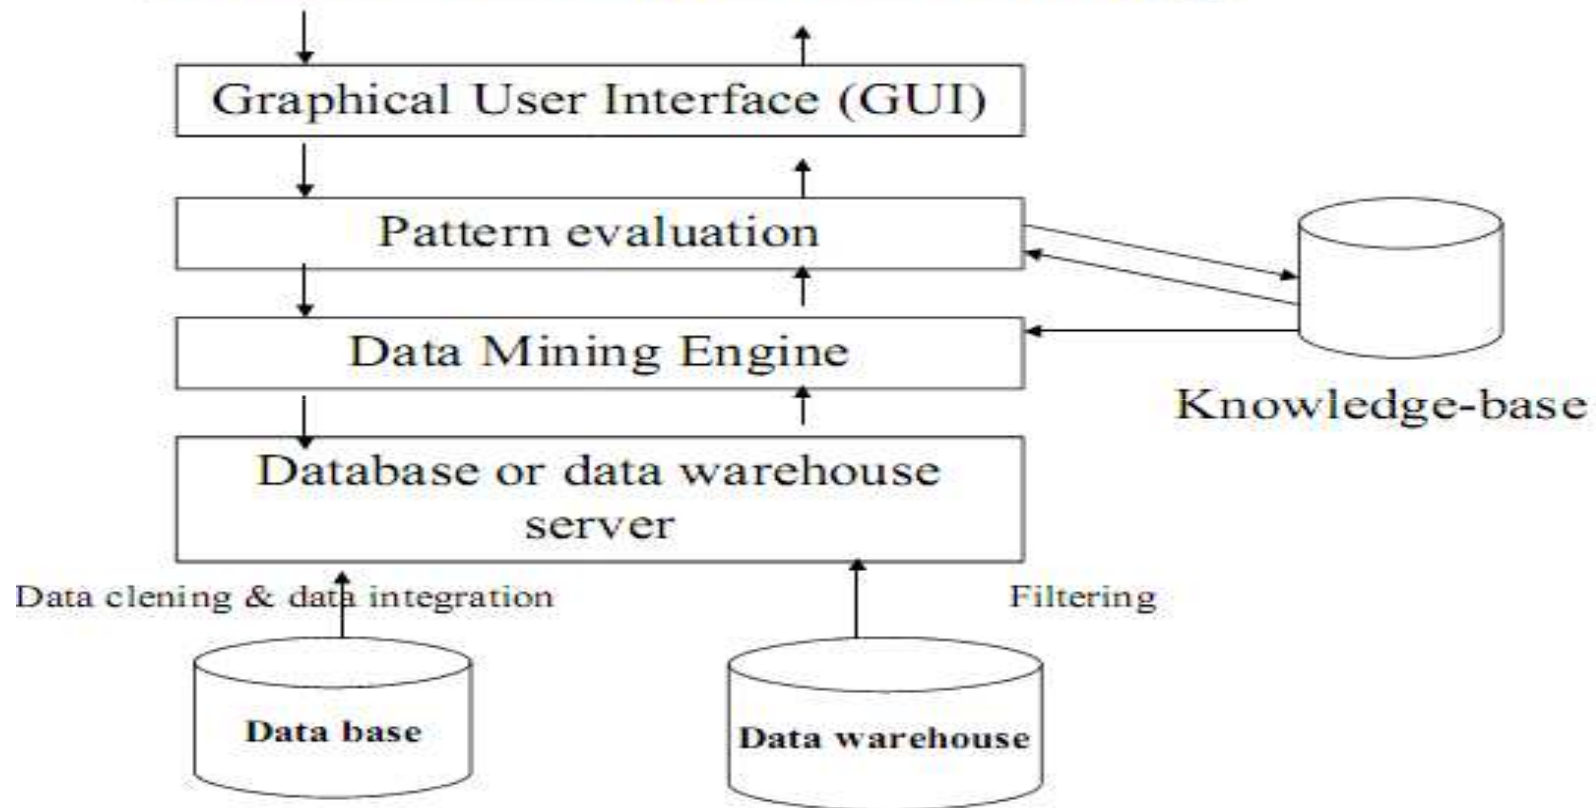 Graphical User Interface (GUI)
Pattern evaluation
Data Mining Engine
Knowledge-base
Database or data warehouse
server
Data clening & data integration
Filtering
Data base
Data warehouse